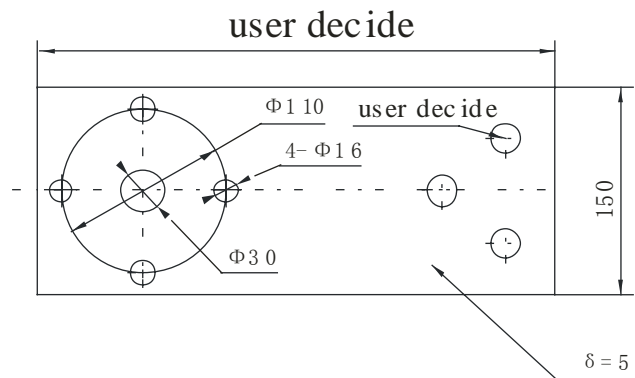 user decide
Φ110
user decide
4-Φ16
150
Φ30
δ=5